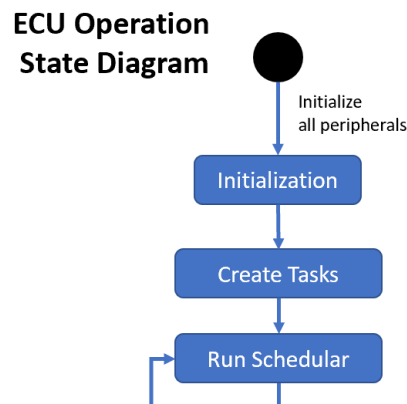 ECU Operation
State Diagram
Initialize
all peripherals
Initialization
Create Tasks
Run Schedular